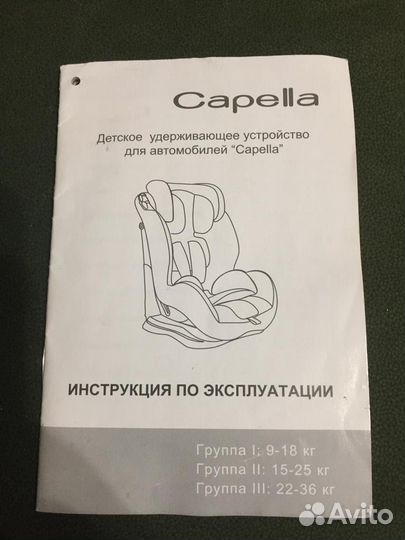 Capella
Детское удерживающее устройство
для автомобилей "Capella"
ИНСТРУКЦИЯ ПО ЭКСПЛУАТАЦИИ
Группа I: 9-18 кг
Группа II: 15-25 кг
Группа III: 22-36 кг
Avito